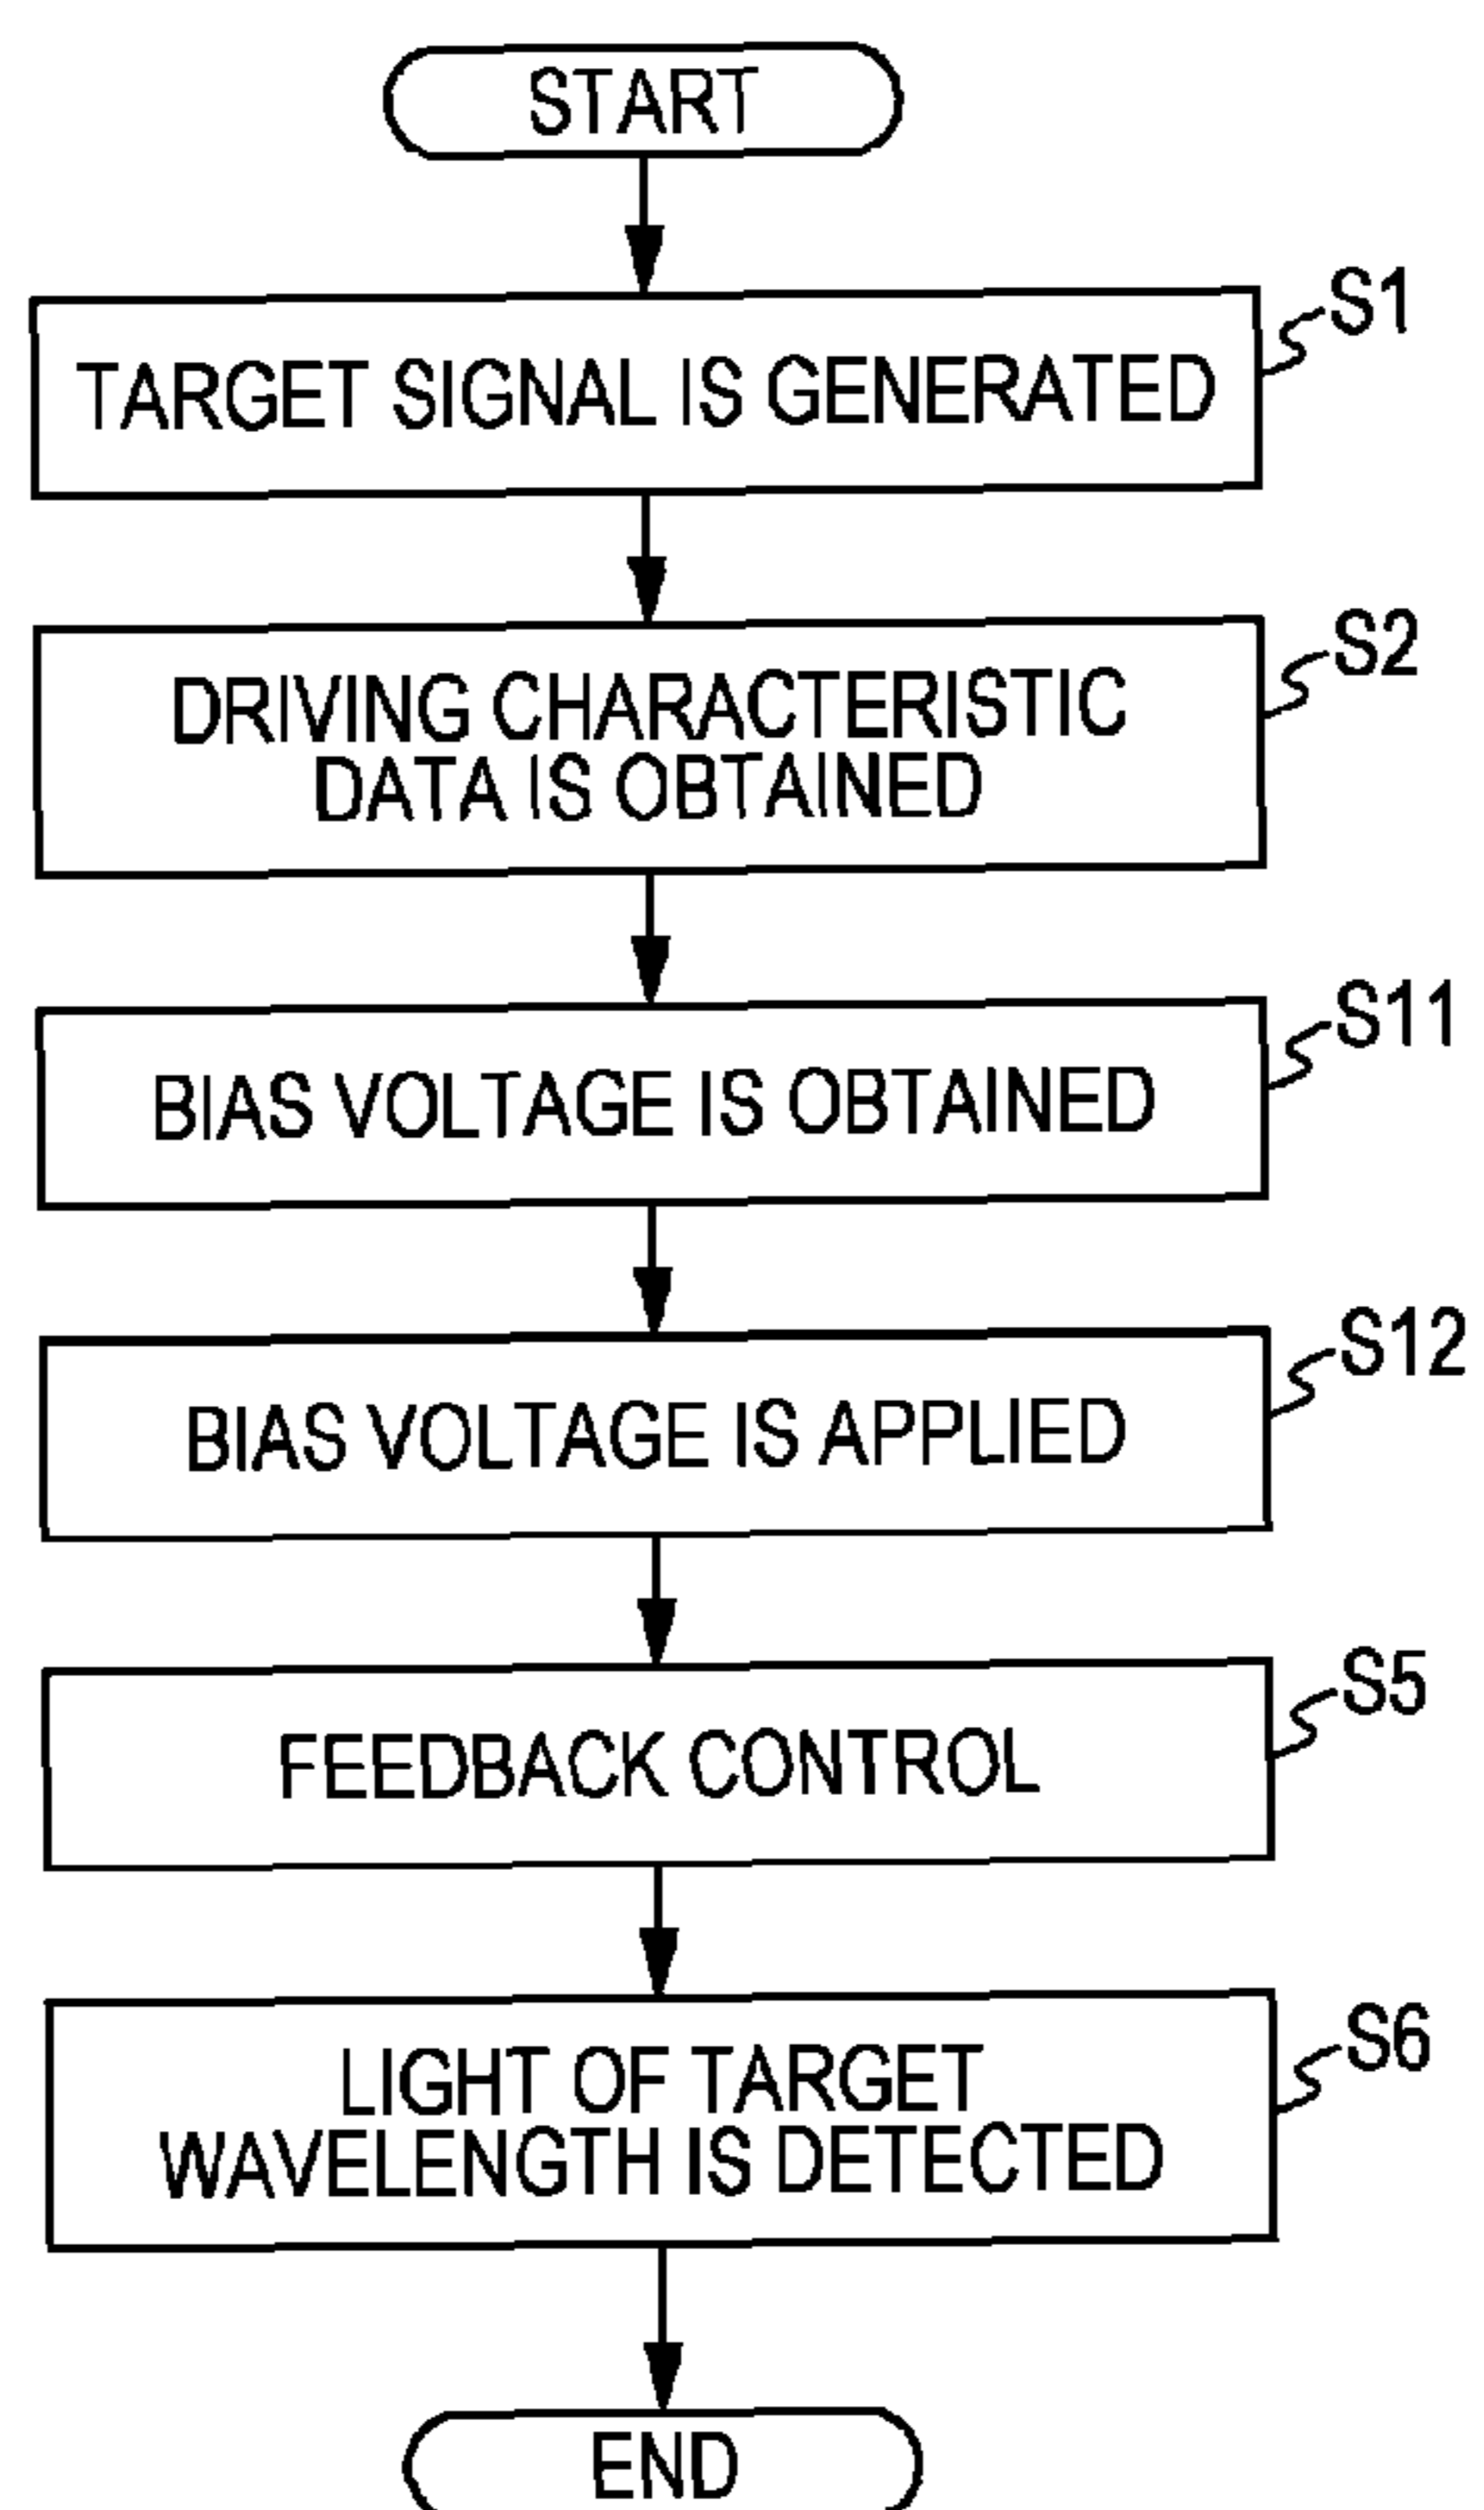 START
S1
TARGET SIGNAL IS GENERATED
S2
DRIVING CHARACTERISTIC
DATA IS OBTAINED
S11
BIAS VOLTAGE IS OBTAINED
S12
BIAS VOLTAGE IS APPLIED
S5
FEEDBACK CONTROL
S6
LIGHT OF TARGET
WAVELENGTH IS DETECTED
END